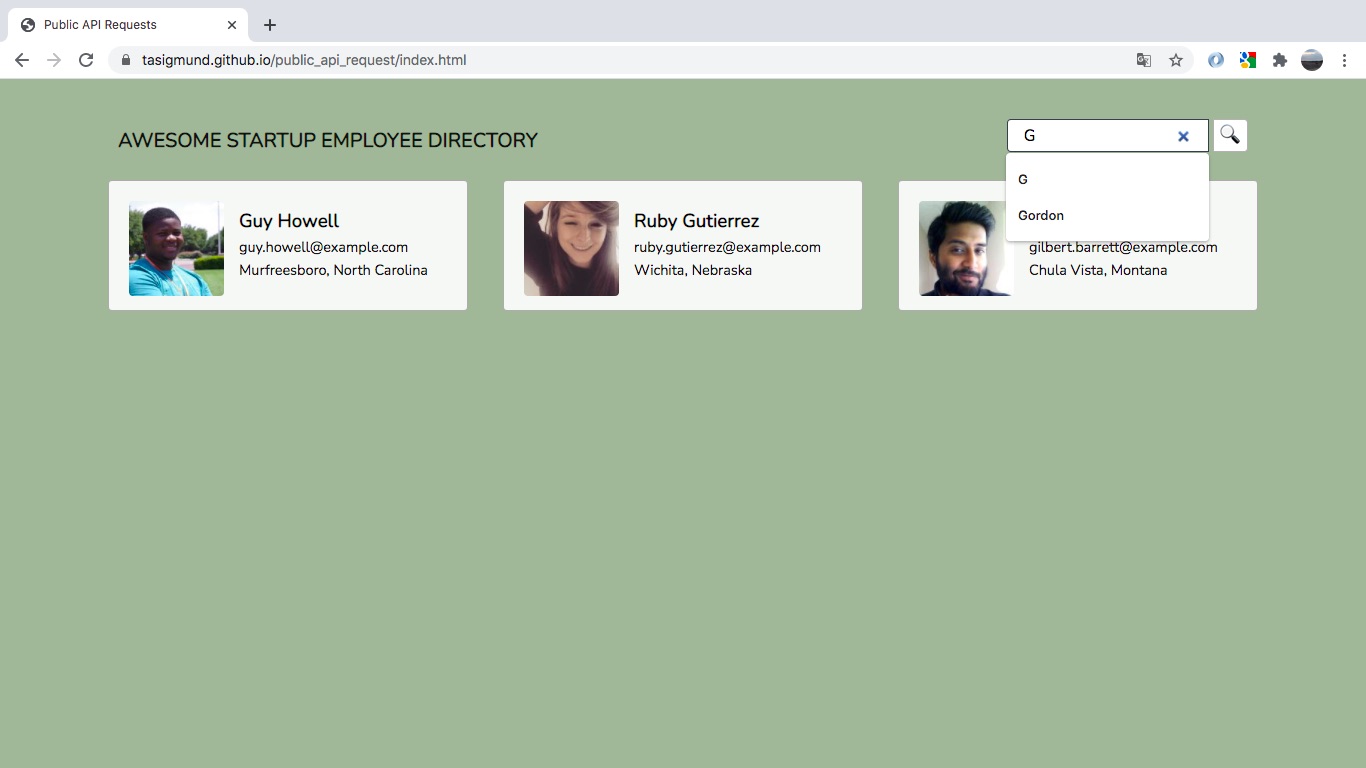 Public API Requests
tasigmund.github.io/public_api_request/index.html
AWESOME STARTUP EMPLOYEE DIRECTORY
G
G
Gordon
Guy Howell
guy.howell@example.com
Murfreesboro, North Carolina
Ruby Gutierrez
ruby.gutierrez@example.com
Wichita, Nebraska
gilbert.barrett@example.com
Chula Vista, Montana